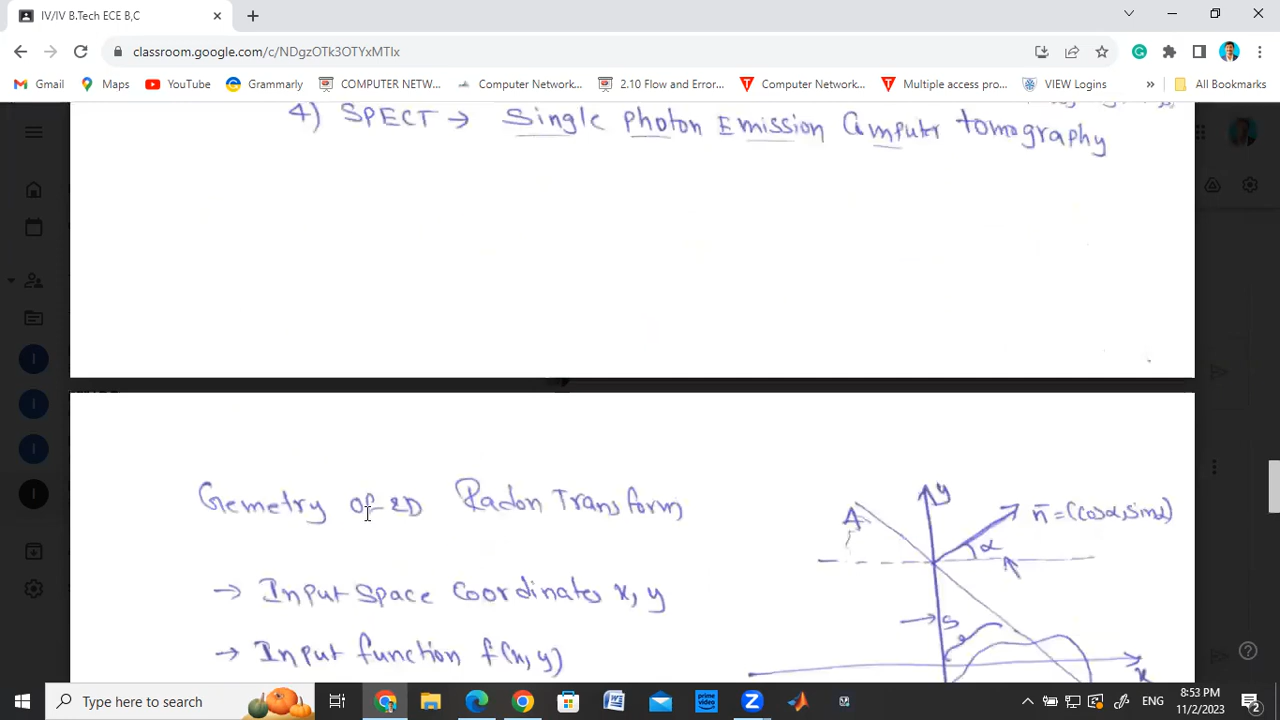 IV/IV B.Tech ECE B,C
classroom.google.com/c/NDgzOTk3OTYxMTIx
Gmail Maps YouTube Grammarly COMPUTER NETW... Computer Network... 2.10 Flow and Error... Computer Network... Multiple access pro... VIEW Logins » All Bookmarks
4) SPECT → Single photon Emission Computer tomography
Gemetry Of 2D Radon Transform
y
A
n̄ = (cosα, sinα)
α
→ Input space coordinates x, y
→ S
→ Input function f(x, y)
x
Type here to search
ENG
8:53 PM
11/2/2023
2